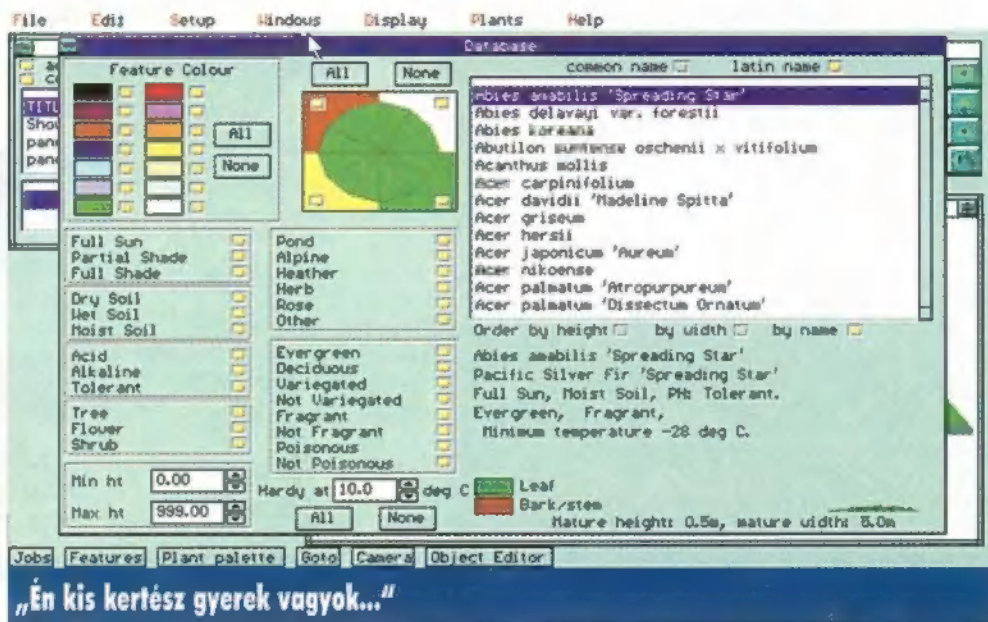 File Edit Setup Windows Display Plants Help
Database
Feature Colour
All None
common name latin name
TITL
Shou
pan
pan
All
None
Abies amabilis 'Spreading Star'
Abies delavayi var. forestii
Abies koreana
Abutilon suntense oschenii x vitifolium
Acanthus mollis
Acer carpinifolium
Acer davidii 'Madeline Spitta'
Acer griseum
Acer hersii
Acer japonicum 'Aureum'
Acer nikoense
Acer palmatum 'Atropurpureum'
Acer palmatum 'Dissectum Ornatum'
Order by height by width by name
Full Sun
Partial Shade
Full Shade
Dry Soil
Wet Soil
Moist Soil
Acid
Alkaline
Tolerant
Tree
Flower
Shrub
Min ht 0.00
Max ht 999.00
Pond
Alpine
Heather
Herb
Rose
Other
Evergreen
Deciduous
Variegated
Not Variegated
Fragrant
Not Fragrant
Poisonous
Not Poisonous
Hardy at 10.0 deg C
All None
Abies amabilis 'Spreading Star'
Pacific Silver Fir 'Spreading Star'
Full Sun, Moist Soil, PH: Tolerant.
Evergreen, Fragrant,
Minimum temperature -28 deg C.
Leaf
Bark/stem
Mature height: 0.5m, mature width: 5.0m
Jobs Features Plant palette Goto Camera Object Editor
„Én kis kertész gyerek vagyok..."